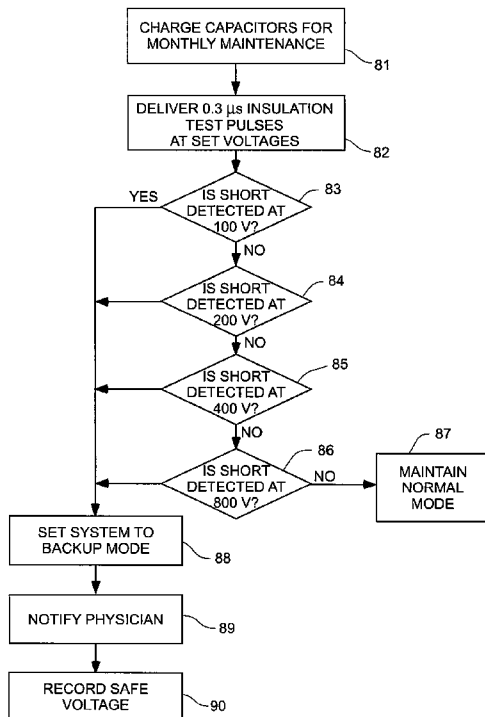 CHARGE CAPACITORS FOR
MONTHLY MAINTENANCE
81
DELIVER 0.3 µs INSULATION
TEST PULSES
AT SET VOLTAGES
82
83
YES
IS SHORT
DETECTED AT
100 V?
NO
84
IS SHORT
DETECTED AT
200 V?
NO
85
IS SHORT
DETECTED AT
400 V?
NO
86
IS SHORT
DETECTED AT
800 V?
NO
87
MAINTAIN
NORMAL
MODE
SET SYSTEM TO
BACKUP MODE
88
NOTIFY PHYSICIAN
89
RECORD SAFE
VOLTAGE
90